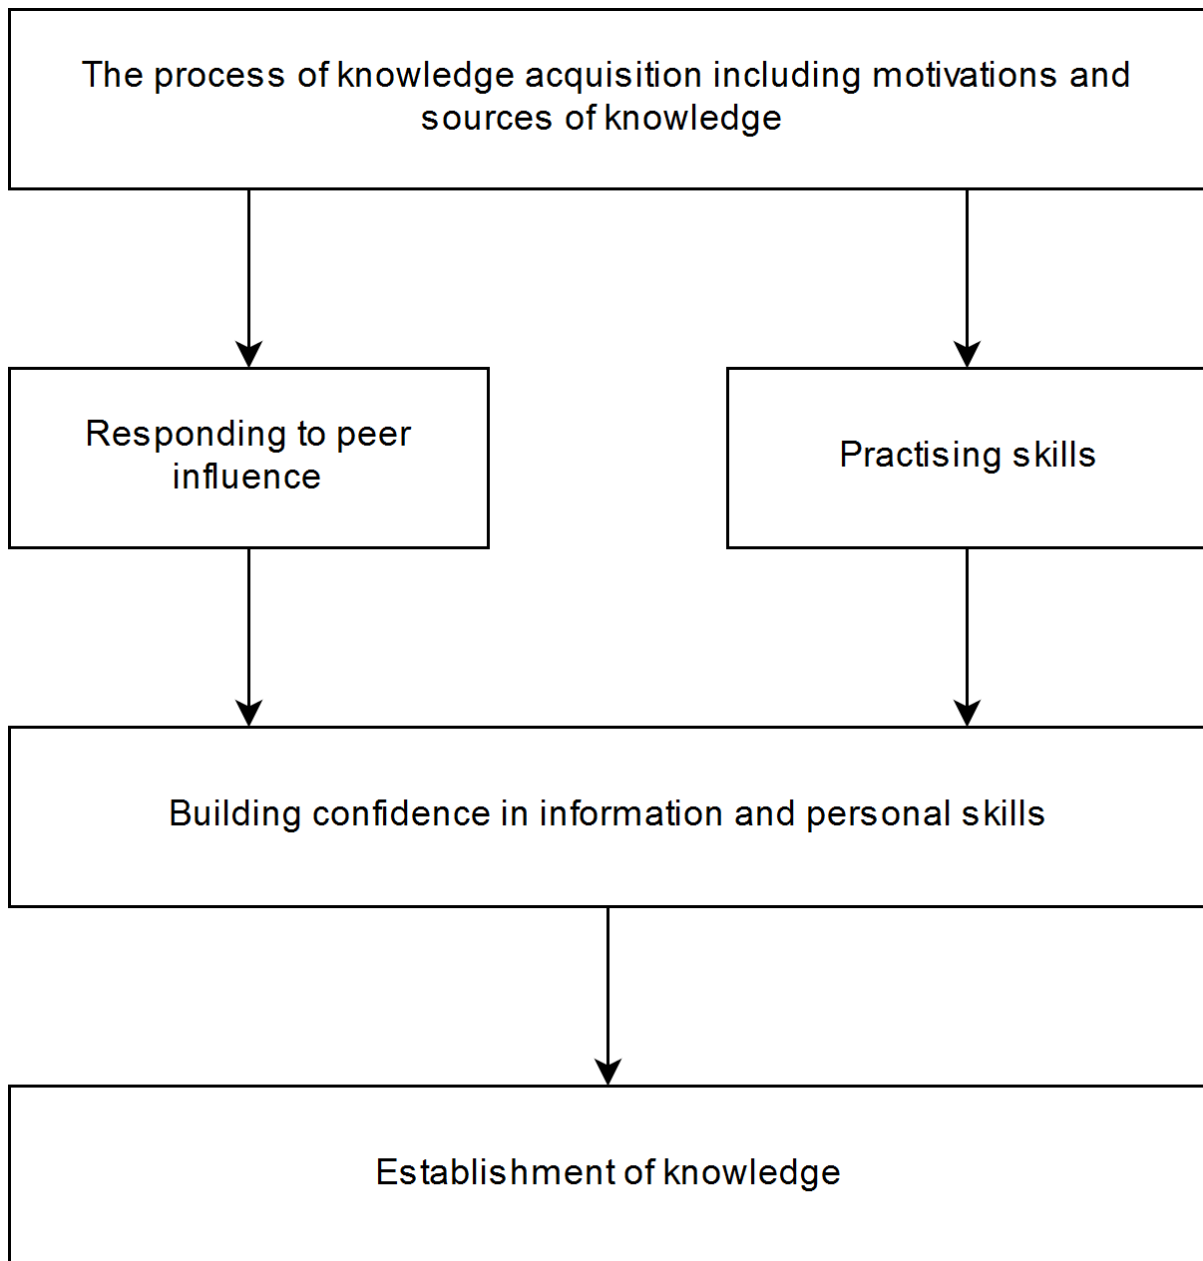 The process of knowledge acquisition including motivations and
sources of knowledge
Responding to peer
influence
Practising skills
Building confidence in information and personal skills
Establishment of knowledge